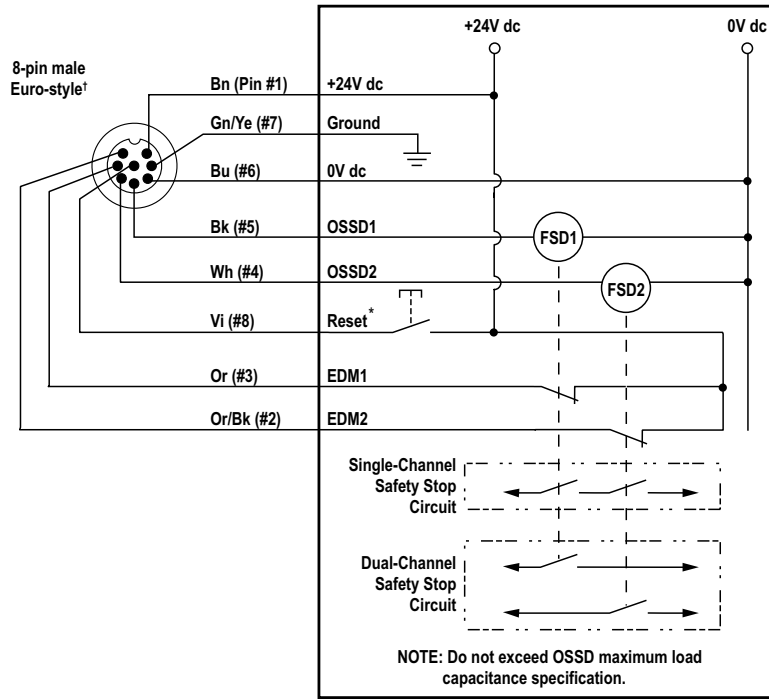 +24V dc
0V dc
8-pin male
Euro-style†
Bn (Pin #1)
+24V dc
Gn/Ye (#7)
Ground
Bu (#6)
0V dc
Bk (#5)
OSSD1
FSD1
Wh (#4)
OSSD2
FSD2
Vi (#8)
Reset*
Or (#3)
EDM1
Or/Bk (#2)
EDM2
Single-Channel
Safety Stop
Circuit
Dual-Channel
Safety Stop
Circuit
NOTE: Do not exceed OSSD maximum load
capacitance specification.